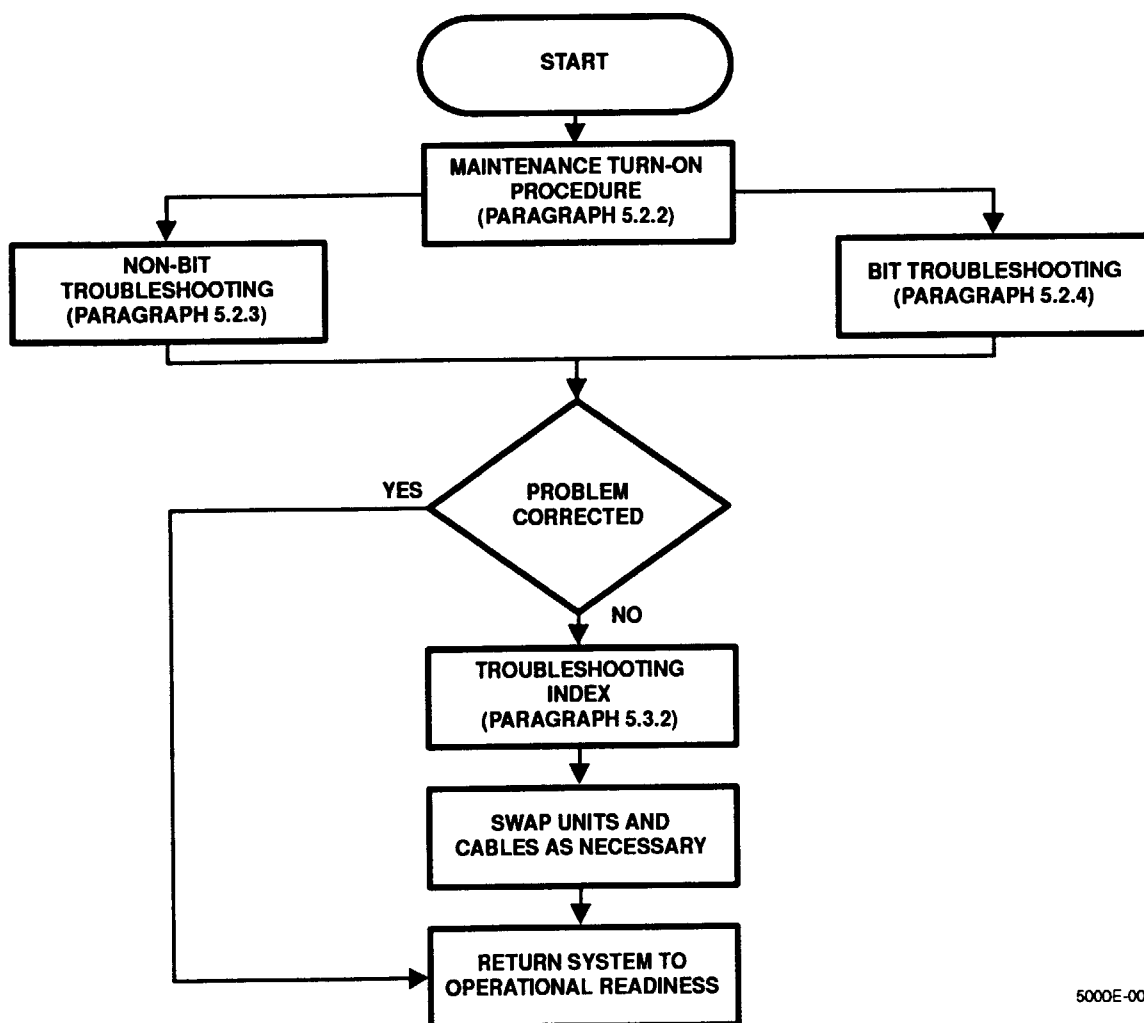 START
MAINTENANCE TURN-ON
PROCEDURE
(PARAGRAPH 5.2.2)
NON-BIT
TROUBLESHOOTING
(PARAGRAPH 5.2.3)
BIT TROUBLESHOOTING
(PARAGRAPH 5.2.4)
YES
PROBLEM
CORRECTED
NO
TROUBLESHOOTING
INDEX
(PARAGRAPH 5.3.2)
SWAP UNITS AND
CABLES AS NECESSARY
RETURN SYSTEM TO
OPERATIONAL READINESS
5000E-00